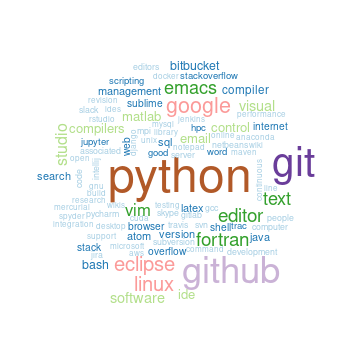 editors
bitbucket
docker stackoverflow
scripting
management
emacs
compiler
revision
sublime
google
visual
slack ides
matlab
performance
rstudio
mysql
jenkins
studio
compilers
mpi
library
email
hpc
control
internet
unix
anaconda
jupyter
web
django
sql
notepad
netbeans
wiki
associated
good
word
maven
open
server
intellij
python
git
search
code
continuous
gnu
line
build
text
research
wikis
testing
latex
gcc
mercurial
vim
editor
people
spyder
pycharm
skype
gitlab
cuda
integration
desktop
browser
travis
svn
shell
trac
computer
support
atom
version
fortran
java
stack
microsoft
subversion
command
development
jira
aws
overflow
bash
eclipse
github
linux
ide
software